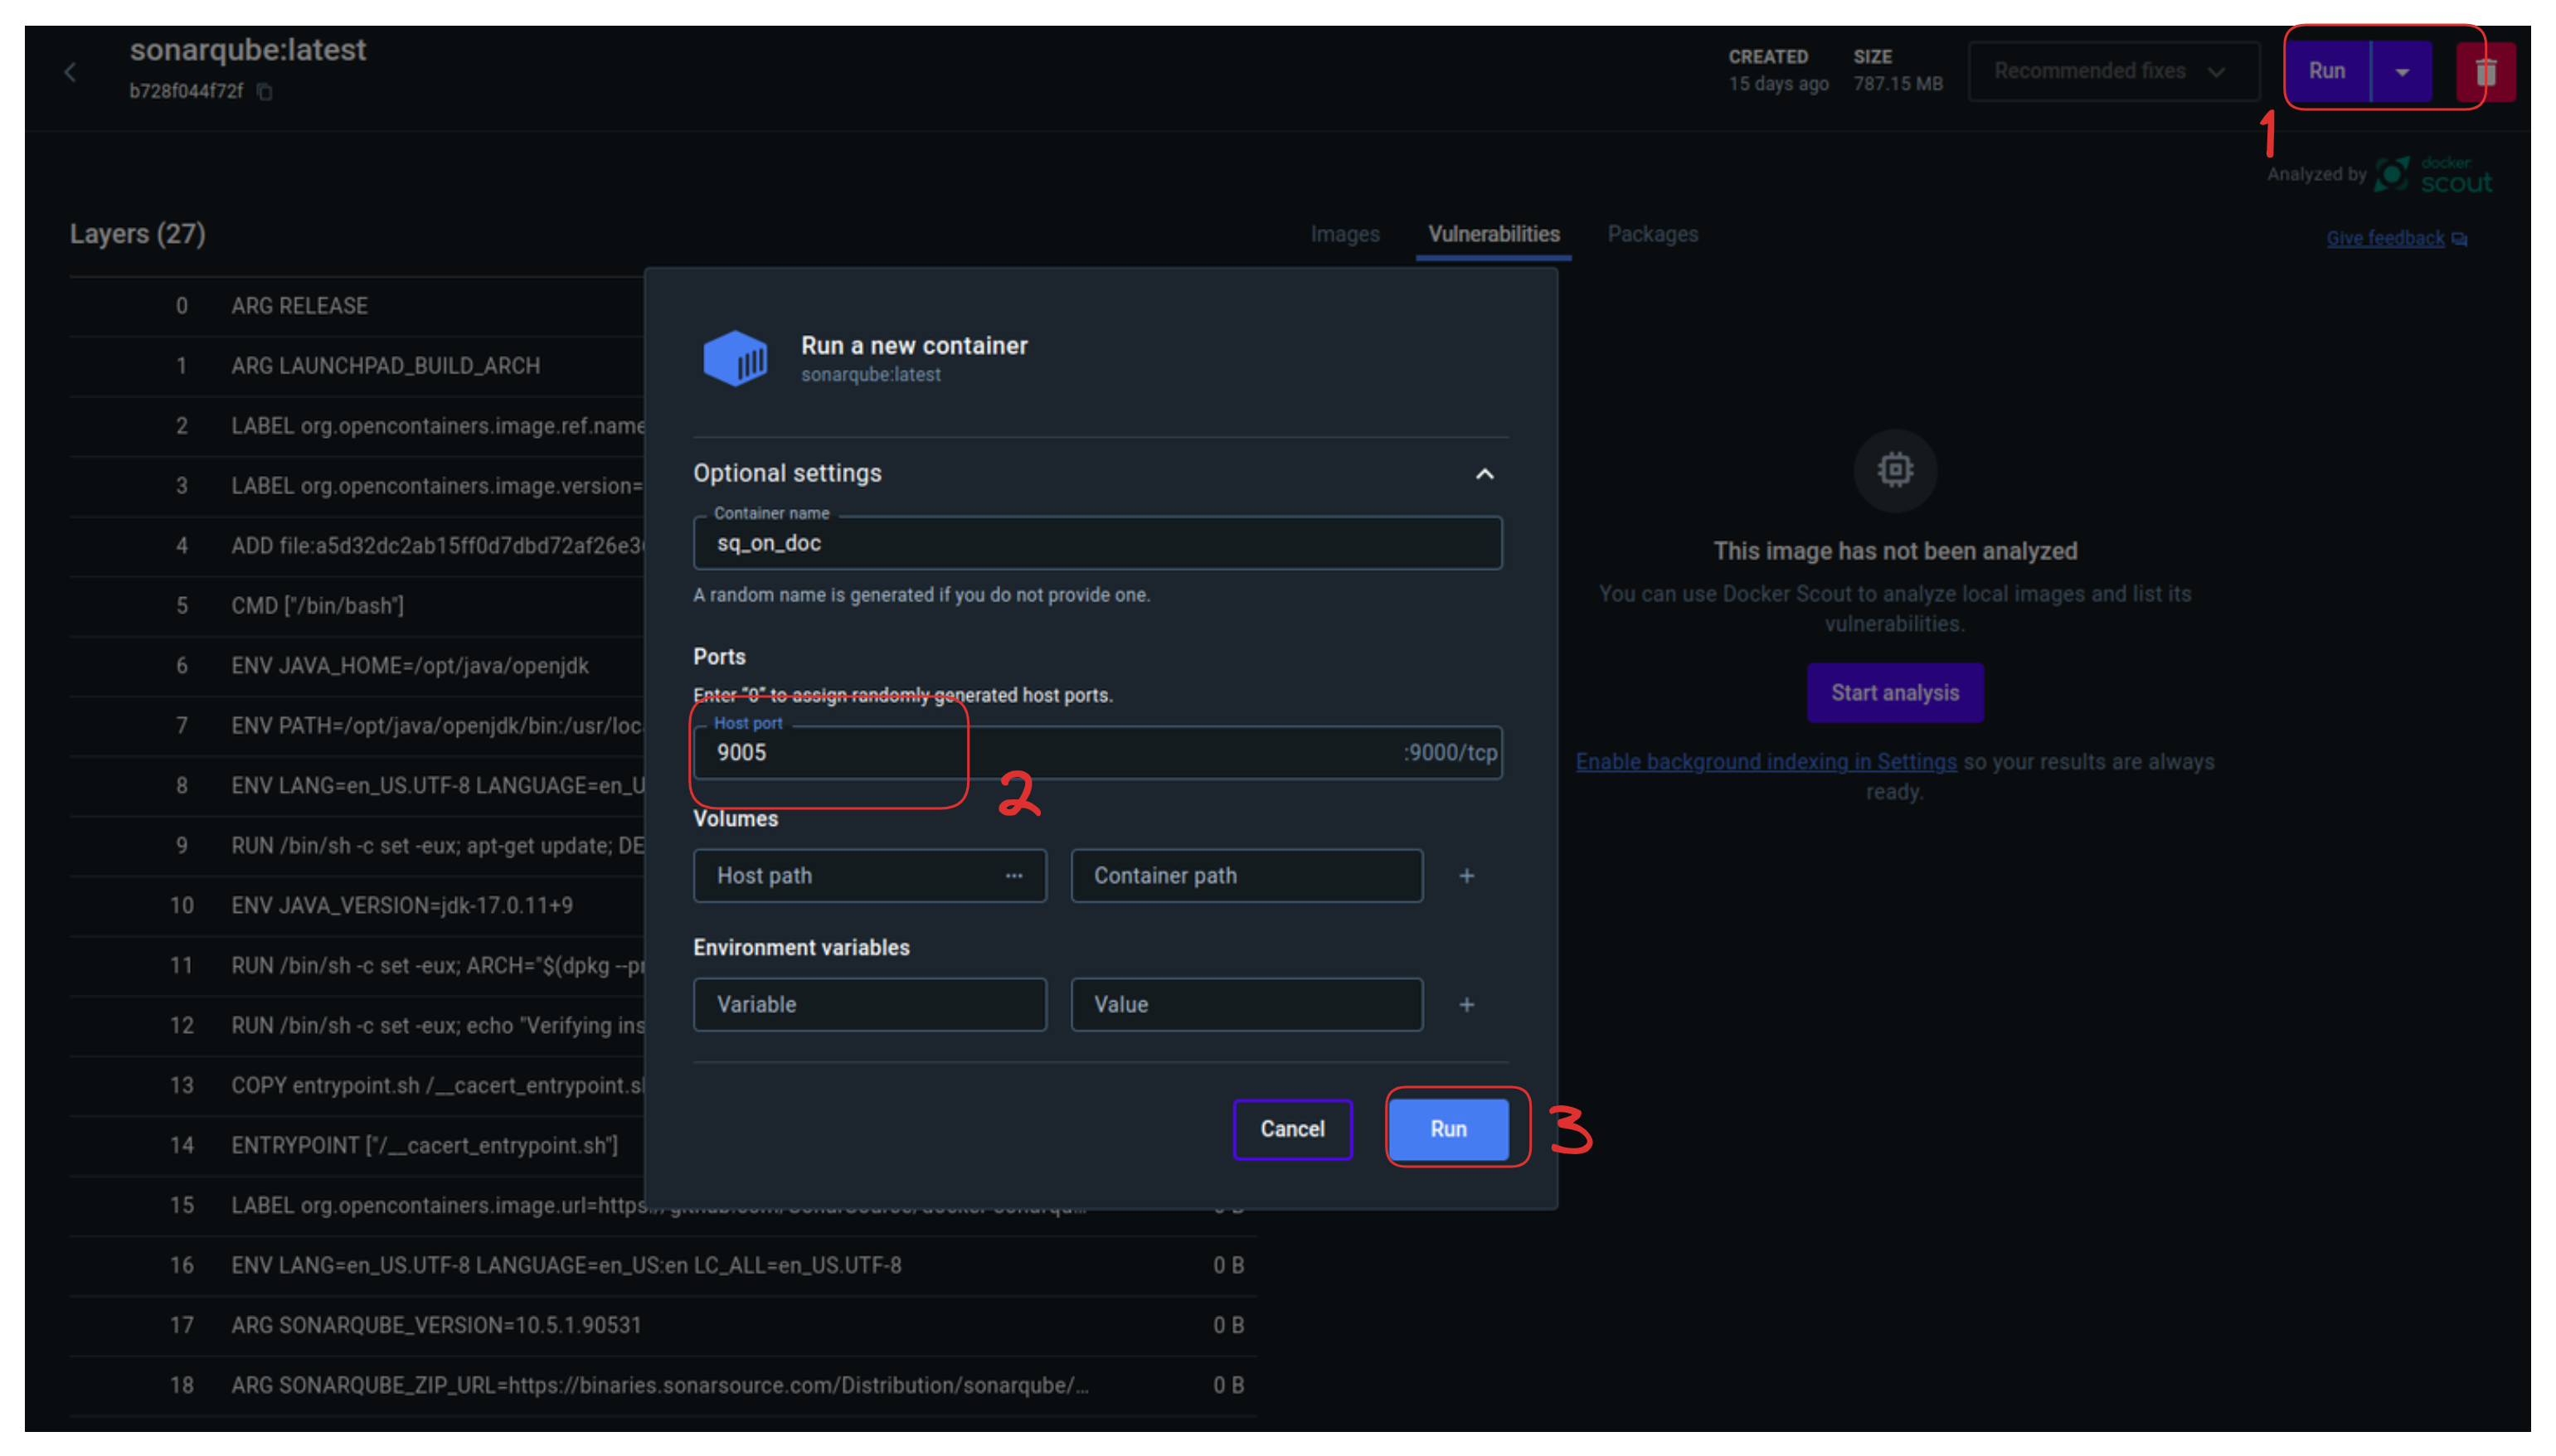 sonarqube:latest
b728f044f72f
CREATED
15 days ago
SIZE
787.15 MB
Recommended fixes
Run
1
Analyzed by docker scout
Layers (27)
Images
Vulnerabilities
Packages
Give feedback
0 ARG RELEASE
1 ARG LAUNCHPAD_BUILD_ARCH
2 LABEL org.opencontainers.image.ref.name
3 LABEL org.opencontainers.image.version=
4 ADD file:a5d32dc2ab15ff0d7dbd72af26e3
5 CMD ["/bin/bash"]
6 ENV JAVA_HOME=/opt/java/openjdk
7 ENV PATH=/opt/java/openjdk/bin:/usr/loc
8 ENV LANG=en_US.UTF-8 LANGUAGE=en_U
9 RUN /bin/sh -c set -eux; apt-get update; DE
10 ENV JAVA_VERSION=jdk-17.0.11+9
11 RUN /bin/sh -c set -eux; ARCH="$(dpkg --pr
12 RUN /bin/sh -c set -eux; echo "Verifying ins
13 COPY entrypoint.sh /__cacert_entrypoint.s
14 ENTRYPOINT ["/__cacert_entrypoint.sh"]
15 LABEL org.opencontainers.image.url=https://github.com/SonarSource/docker-sonarqu... 0 B
16 ENV LANG=en_US.UTF-8 LANGUAGE=en_US:en LC_ALL=en_US.UTF-8 0 B
17 ARG SONARQUBE_VERSION=10.5.1.90531 0 B
18 ARG SONARQUBE_ZIP_URL=https://binaries.sonarsource.com/Distribution/sonarqube/... 0 B
Run a new container
sonarqube:latest
Optional settings
Container name
sq_on_doc
A random name is generated if you do not provide one.
Ports
Enter "0" to assign randomly generated host ports.
Host port
9005 :9000/tcp
2
Volumes
Host path ... Container path +
Environment variables
Variable Value +
Cancel Run
3
This image has not been analyzed
You can use Docker Scout to analyze local images and list its
vulnerabilities.
Start analysis
Enable background indexing in Settings so your results are always
ready.